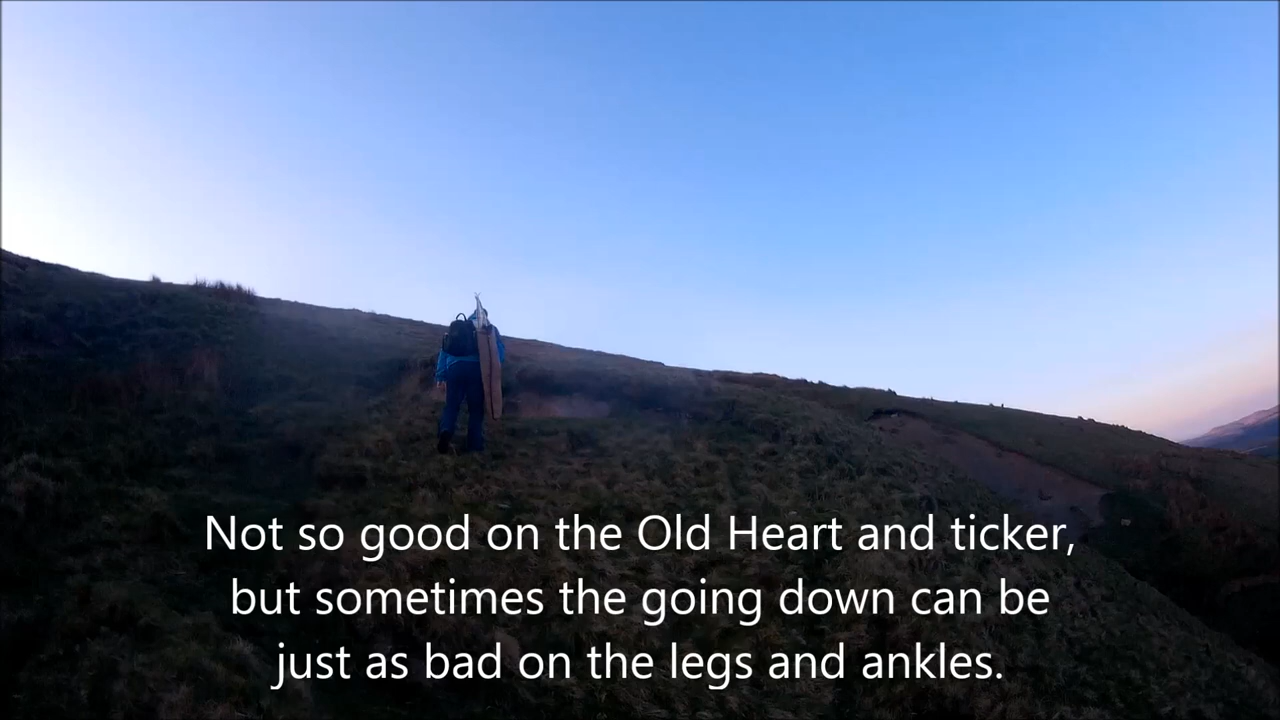 Not so good on the Old Heart and ticker,
but sometimes the going down can be
just as bad on the legs and ankles.